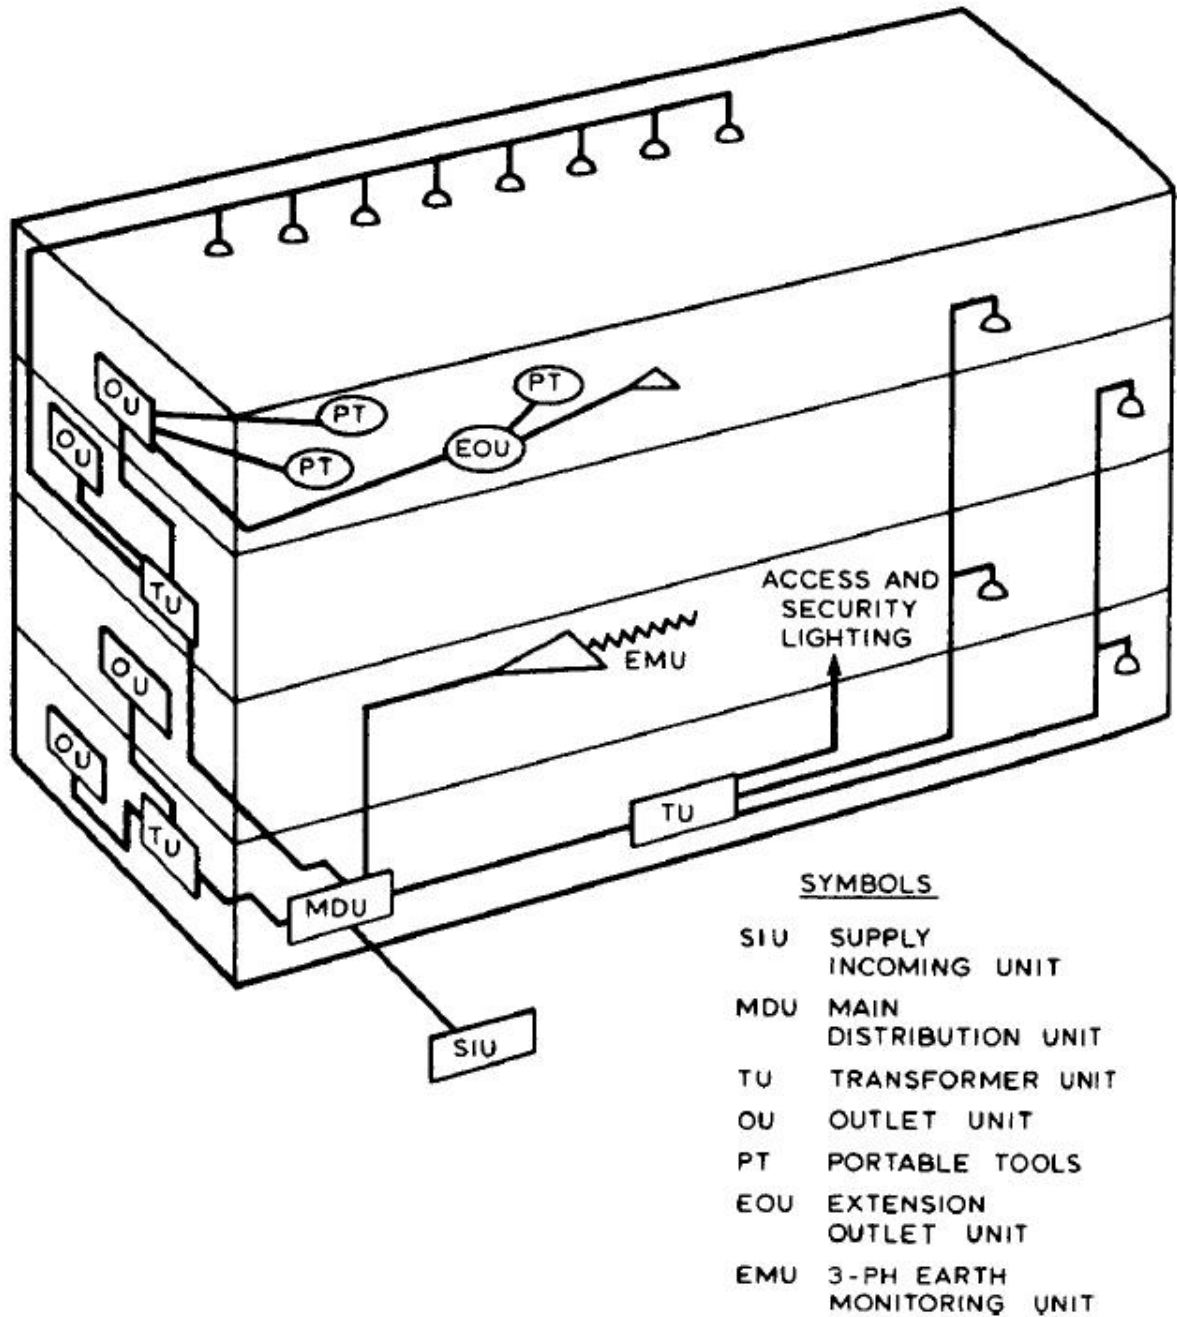 OU
PT
PT
EOU
PT
OU
TU
ACCESS AND
SECURITY
LIGHTING
EMU
OU
OU
TU
TU
MDU
SIU
SYMBOLS
SIU SUPPLY
INCOMING UNIT
MDU MAIN
DISTRIBUTION UNIT
TU TRANSFORMER UNIT
OU OUTLET UNIT
PT PORTABLE TOOLS
EOU EXTENSION
OUTLET UNIT
EMU 3-PH EARTH
MONITORING UNIT